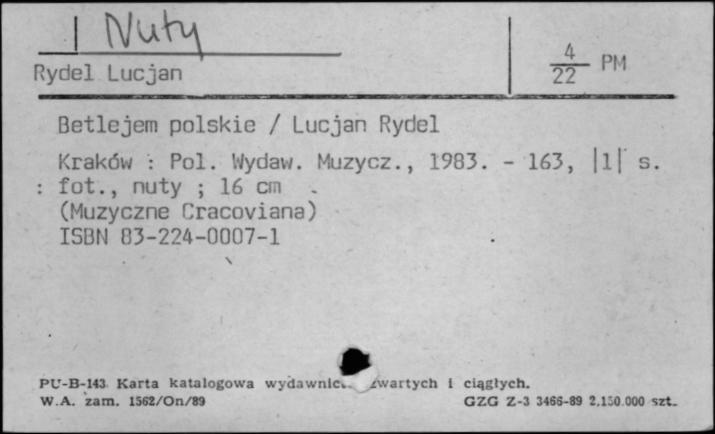 Nuty
Rydel Lucjan
4
22 PM
Betlejem polskie / Lucjan Rydel
Kraków : Pol. Wydaw. Muzycz., 1983. - 163, |1| s.
: fot., nuty ; 16 cm .
(Muzyczne Cracoviana)
ISBN 83-224-0007-1
PU-B-143. Karta katalogowa i ciągłych.
W.A. zam. 1562/On/89 GZG Z-3 3466-89 2.150.000 szt.